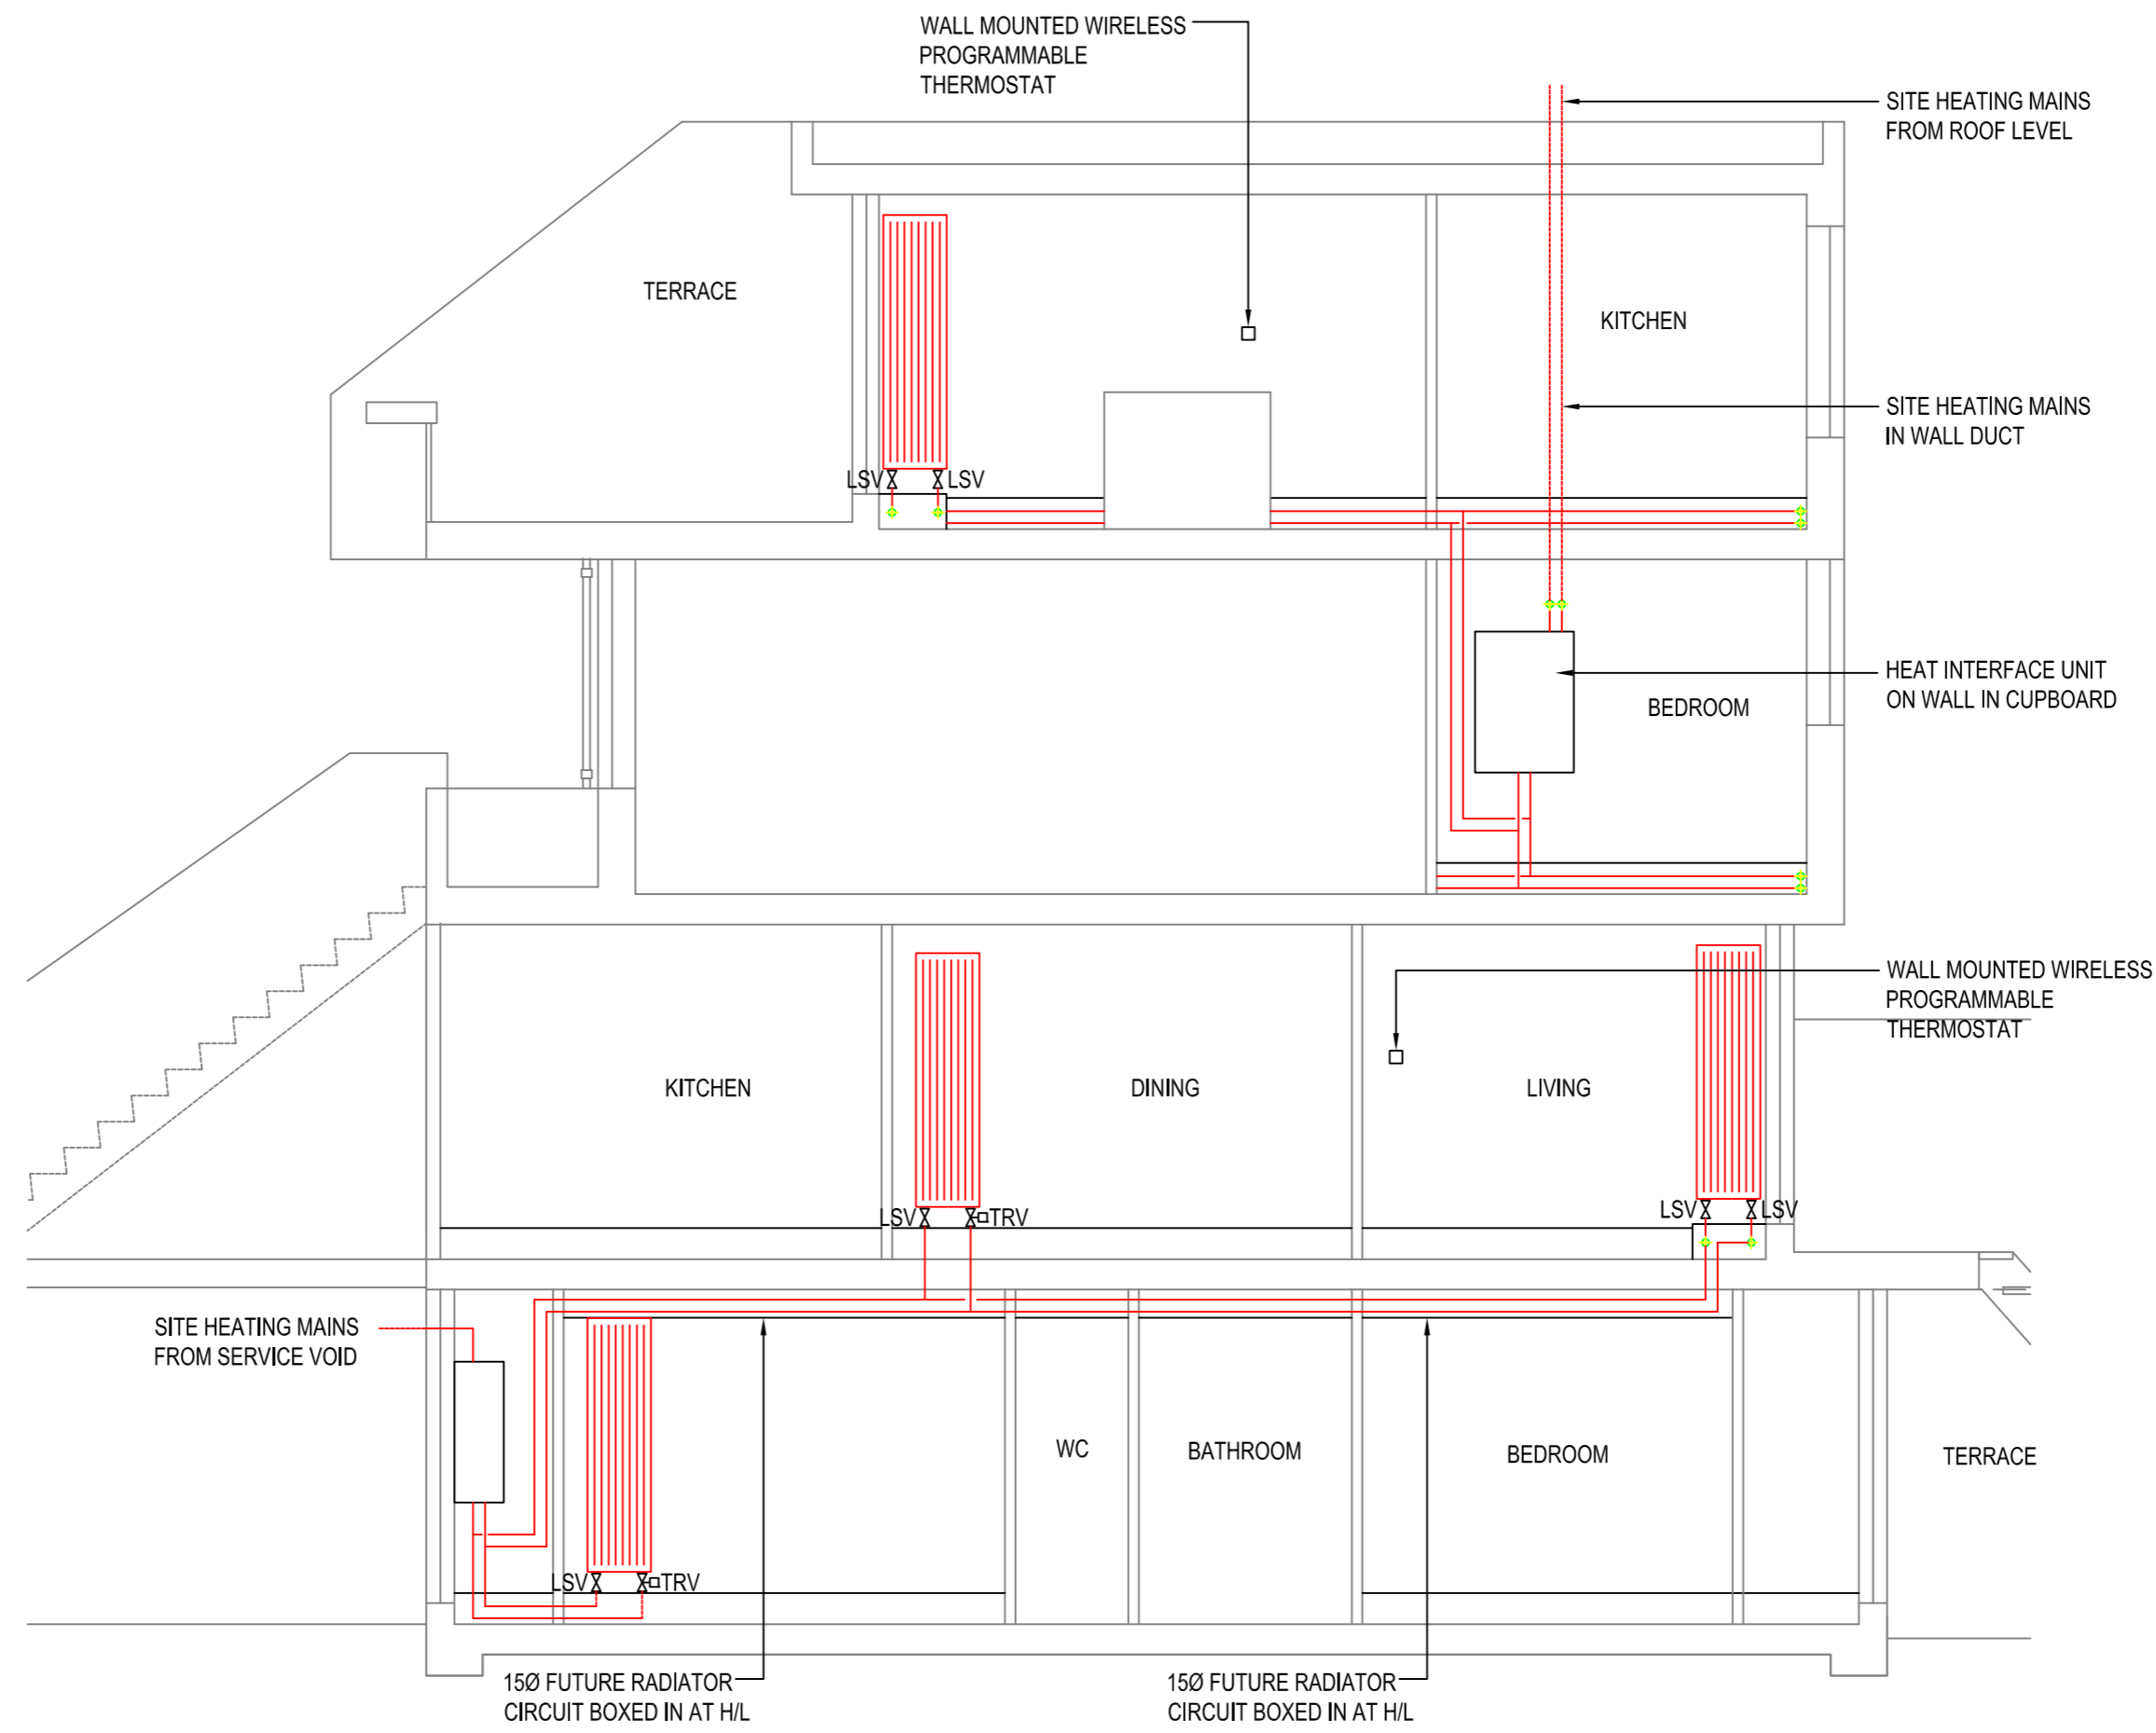 WALL MOUNTED WIRELESS
PROGRAMMABLE
THERMOSTAT
SITE HEATING MAINS
FROM ROOF LEVEL
TERRACE
KITCHEN
SITE HEATING MAINS
IN WALL DUCT
LSV
LSV
HEAT INTERFACE UNIT
ON WALL IN CUPBOARD
BEDROOM
WALL MOUNTED WIRELESS
PROGRAMMABLE
THERMOSTAT
KITCHEN
DINING
LIVING
LSV
TRV
LSV
LSV
SITE HEATING MAINS
FROM SERVICE VOID
WC
BATHROOM
BEDROOM
TERRACE
LSV
TRV
15Ø FUTURE RADIATOR
CIRCUIT BOXED IN AT H/L
15Ø FUTURE RADIATOR
CIRCUIT BOXED IN AT H/L